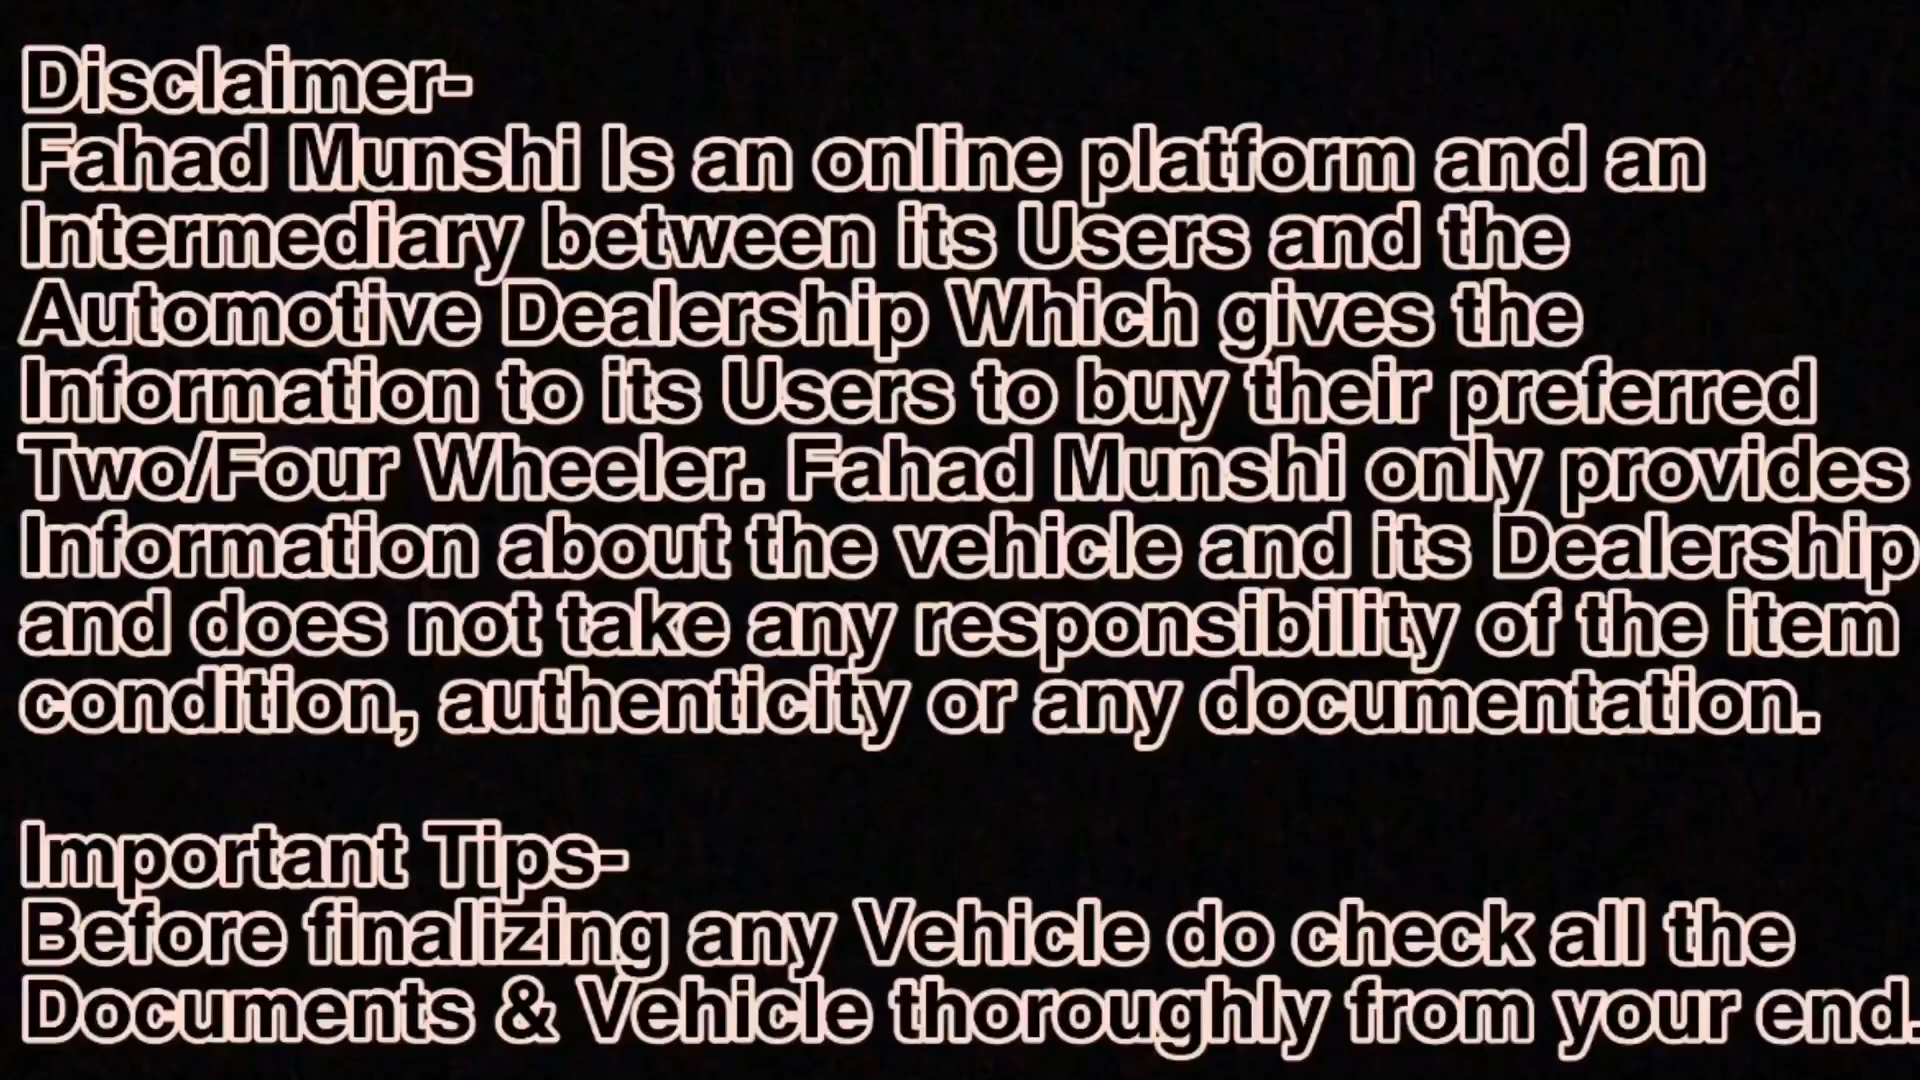 Disclaimer-
Fahad Munshi Is an online platform and an
Intermediary between its Users and the
Automotive Dealership Which gives the
Information to its Users to buy their preferred
Two/Four Wheeler. Fahad Munshi only provides
Information about the vehicle and its Dealership
and does not take any responsibility of the item
condition, authenticity or any documentation.
Important Tips-
Before finalizing any Vehicle do check all the
Documents & Vehicle thoroughly from your end.